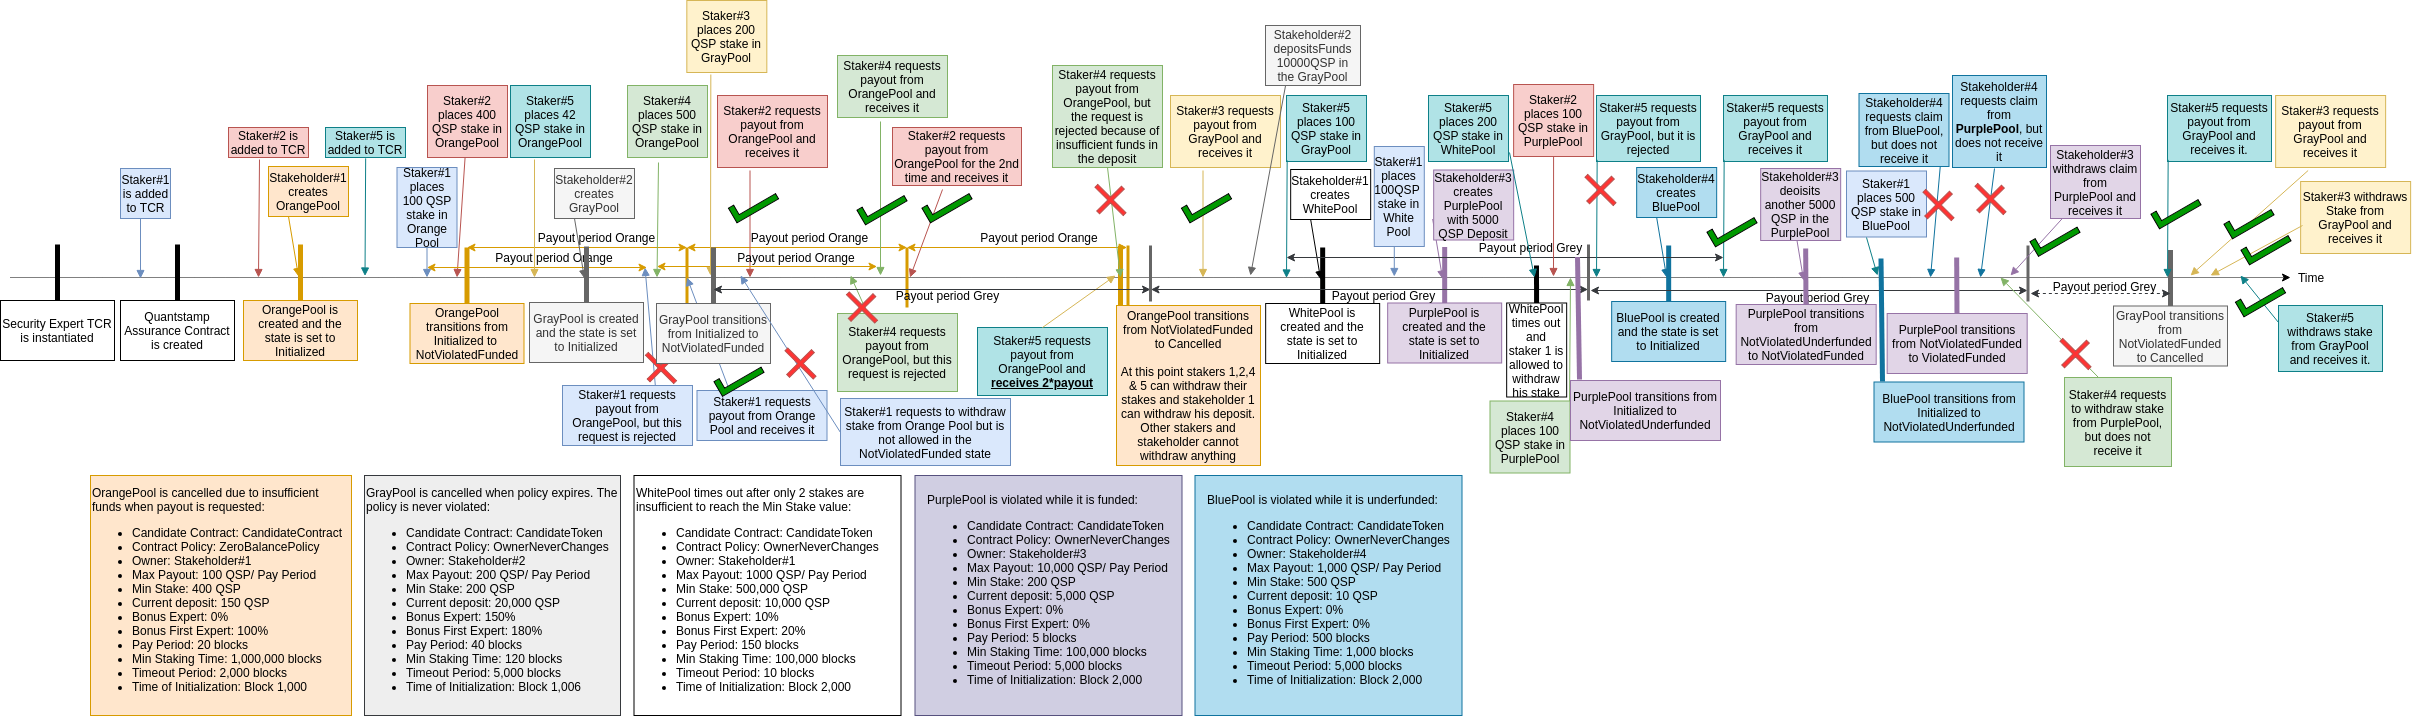 Staker#1
is added
to TCR
Staker#2 is
added to TCR
Stakeholder#1
creates
OrangePool
Staker#5 is
added to TCR
Staker#1
places
100 QSP
stake in
Orange
Pool
Staker#2
places 400
QSP stake in
OrangePool
Staker#5
places 42
QSP stake in
OrangePool
Stakeholder#2
creates
GrayPool
Staker#4
places 500
QSP stake in
OrangePool
Staker#3
places 200
QSP stake in
GrayPool
Staker#2 requests
payout from
OrangePool and
receives it
Staker#4 requests
payout from
OrangePool and
receives it
Staker#2 requests
payout from
OrangePool for the 2nd
time and receives it
Staker#4 requests
payout from
OrangePool, but
the request is
rejected because of
insufficient funds in
the deposit
Staker#3 requests
payout from
GrayPool and
receives it
Stakeholder#2
depositsFunds
10000QSP in
the GrayPool
Staker#5
places 100
QSP stake in
GrayPool
Stakeholder#1
creates
WhitePool
Staker#1
places
100QSP
stake in
White
Pool
Staker#5
places 200
QSP stake in
WhitePool
Stakeholder#3
creates
PurplePool
with 5000
QSP Deposit
Staker#2
places 100
QSP stake in
PurplePool
Staker#5 requests
payout from
GrayPool, but it is
rejected
Stakeholder#4
creates
BluePool
Staker#5 requests
payout from
GrayPool and
receives it
Stakeholder#3
deoisits
another 5000
QSP in the
PurplePool
Staker#1
places 500
QSP stake in
BluePool
Stakeholder#4
requests claim
from BluePool,
but does not
receive it
Stakeholder#4
requests claim
from
PurplePool, but
does not receive
it
Stakeholder#3
withdraws claim
from
PurplePool and
receives it
Staker#5 requests
payout from
GrayPool and
receives it.
Staker#3 requests
payout from
GrayPool and
receives it
Staker#3 withdraws
Stake from
GrayPool and
receives it
Payout period Orange
Payout period Orange
Payout period Orange
Payout period Orange
Payout period Orange
Payout period Grey
Payout period Grey
Payout period Grey
Payout period Grey
Payout period Grey
Time
Security Expert TCR
is instantiated
Quantstamp
Assurance Contract
is created
OrangePool is
created and the
state is set to
Initialized
OrangePool
transitions from
Initialized to
NotViolatedFunded
GrayPool is created
and the state is set
to Initialized
GrayPool transitions
from Initialized to
NotViolatedFunded
Staker#1 requests
payout from
OrangePool, but this
request is rejected
Staker#1 requests
payout from Orange
Pool and receives it
Staker#4 requests
payout from
OrangePool, but this
request is rejected
Staker#1 requests to withdraw
stake from Orange Pool but is
not allowed in the
NotViolatedFunded state
Staker#5 requests
payout from
OrangePool and
receives 2*payout
OrangePool transitions
from NotViolatedFunded
to Cancelled
At this point stakers 1,2,4
& 5 can withdraw their
stakes and stakeholder 1
can withdraw his deposit.
Other stakers and
stakeholder cannot
withdraw anything
WhitePool is
created and the
state is set to
Initialized
PurplePool is
created and the
state is set to
Initialized
WhitePool
times out
and
staker 1 is
allowed to
withdraw
his stake
Staker#4
places 100
QSP stake in
PurplePool
PurplePool transitions from
Initialized to
NotViolatedUnderfunded
BluePool is created
and the state is set
to Initialized
PurplePool transitions
from
NotViolatedUnderfunded
to NotViolatedFunded
BluePool transitions from
Initialized to
NotViolatedUnderfunded
PurplePool transitions
from NotViolatedFunded
to ViolatedFunded
Staker#4 requests
to withdraw stake
from PurplePool,
but does not
receive it
GrayPool transitions
from
NotViolatedFunded
to Cancelled
Staker#5
withdraws stake
from GrayPool
and receives it.
OrangePool is cancelled due to insufficient
funds when payout is requested:
• Candidate Contract: CandidateContract
• Contract Policy: ZeroBalancePolicy
• Owner: Stakeholder#1
• Max Payout: 100 QSP/ Pay Period
• Min Stake: 400 QSP
• Current deposit: 150 QSP
• Bonus Expert: 0%
• Bonus First Expert: 100%
• Pay Period: 20 blocks
• Min Staking Time: 1,000,000 blocks
• Timeout Period: 2,000 blocks
• Time of Initialization: Block 1,000
GrayPool is cancelled when policy expires. The
policy is never violated:
• Candidate Contract: CandidateToken
• Contract Policy: OwnerNeverChanges
• Owner: Stakeholder#2
• Max Payout: 200 QSP/ Pay Period
• Min Stake: 200 QSP
• Current deposit: 20,000 QSP
• Bonus Expert: 150%
• Bonus First Expert: 180%
• Pay Period: 40 blocks
• Min Staking Time: 120 blocks
• Timeout Period: 5,000 blocks
• Time of Initialization: Block 1,006
WhitePool times out after only 2 stakes are
insufficient to reach the Min Stake value:
• Candidate Contract: CandidateToken
• Contract Policy: OwnerNeverChanges
• Owner: Stakeholder#1
• Max Payout: 1000 QSP/ Pay Period
• Min Stake: 500,000 QSP
• Current deposit: 10,000 QSP
• Bonus Expert: 10%
• Bonus First Expert: 20%
• Pay Period: 150 blocks
• Min Staking Time: 100,000 blocks
• Timeout Period: 10 blocks
• Time of Initialization: Block 2,000
PurplePool is violated while it is funded:
• Candidate Contract: CandidateToken
• Contract Policy: OwnerNeverChanges
• Owner: Stakeholder#3
• Max Payout: 10,000 QSP/ Pay Period
• Min Stake: 200 QSP
• Current deposit: 5,000 QSP
• Bonus Expert: 0%
• Bonus First Expert: 0%
• Pay Period: 5 blocks
• Min Staking Time: 100,000 blocks
• Timeout Period: 5,000 blocks
• Time of Initialization: Block 2,000
BluePool is violated while it is underfunded:
• Candidate Contract: CandidateToken
• Contract Policy: OwnerNeverChanges
• Owner: Stakeholder#4
• Max Payout: 1,000 QSP/ Pay Period
• Min Stake: 500 QSP
• Current deposit: 10 QSP
• Bonus Expert: 0%
• Bonus First Expert: 0%
• Pay Period: 500 blocks
• Min Staking Time: 1,000 blocks
• Timeout Period: 5,000 blocks
• Time of Initialization: Block 2,000